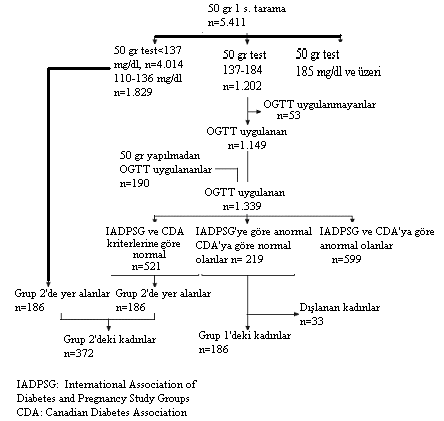 50 gr 1 s. tarama
n=5.411
50 gr test<137
mg/dl, n=4.014
110-136 mg/dl
n=1.829
50 gr test
137-184
n=1.202
50 gr test
185 mg/dl ve üzeri
OGTT uygulanmayanlar
n=53
OGTT uygulanan
n=1.149
50 gr yapılmadan
OGTT uygulananlar
n=190
OGTT uygulanan
n=1.339
IADPSG ve CDA
kriterlerine göre
normal
n=521
IADPSG'ye göre anormal
CDA'ya göre normal
olanlar n= 219
IADPSG ve CDA'ya göre
anormal olanlar
n=599
Grup 2'de yer alanlar
n=186
Grup 2'de yer alanlar
n=186
Dışlanan kadınlar
n=33
Grup 2'deki kadınlar
n=372
Grup 1'deki kadınlar
n=186
IADPSG: International Association of
Diabetes and Pregnancy Study Groups
CDA: Canadian Diabetes Association